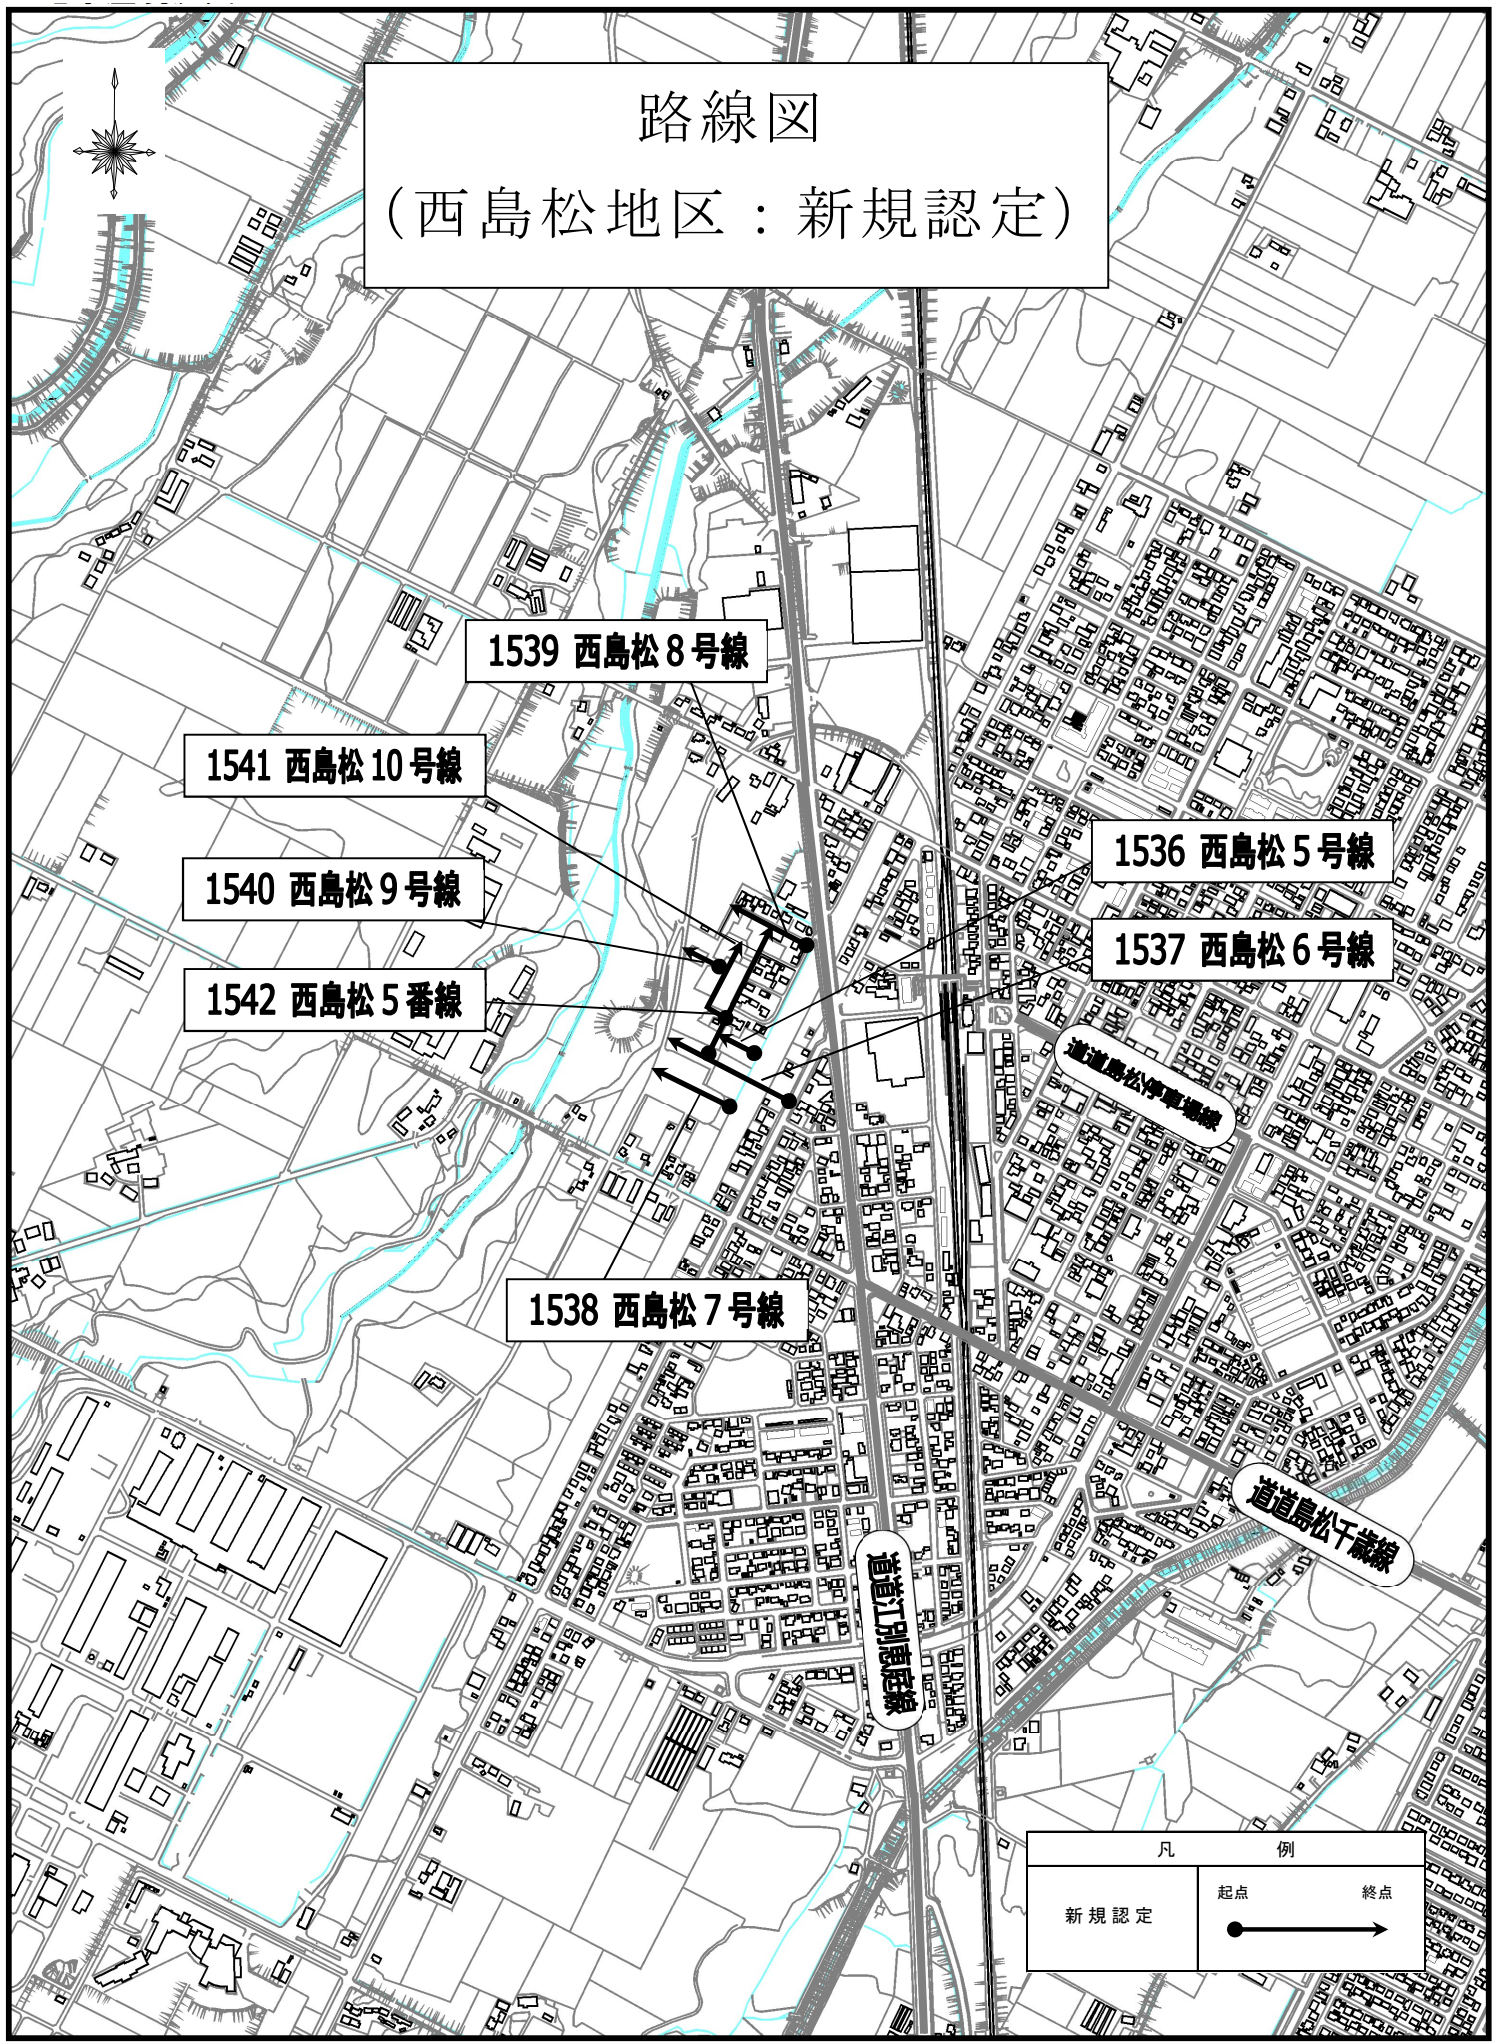 路線図
（西島松地区：新規認定）
1539 西島松8号線
1541 西島松10号線
1536 西島松5号線
1540 西島松9号線
1537 西島松6号線
1542 西島松5番線
道道島松停車場線
1538 西島松7号線
道道島松千歳線
道道江別恵庭線
凡 例
新規認定
起点 終点